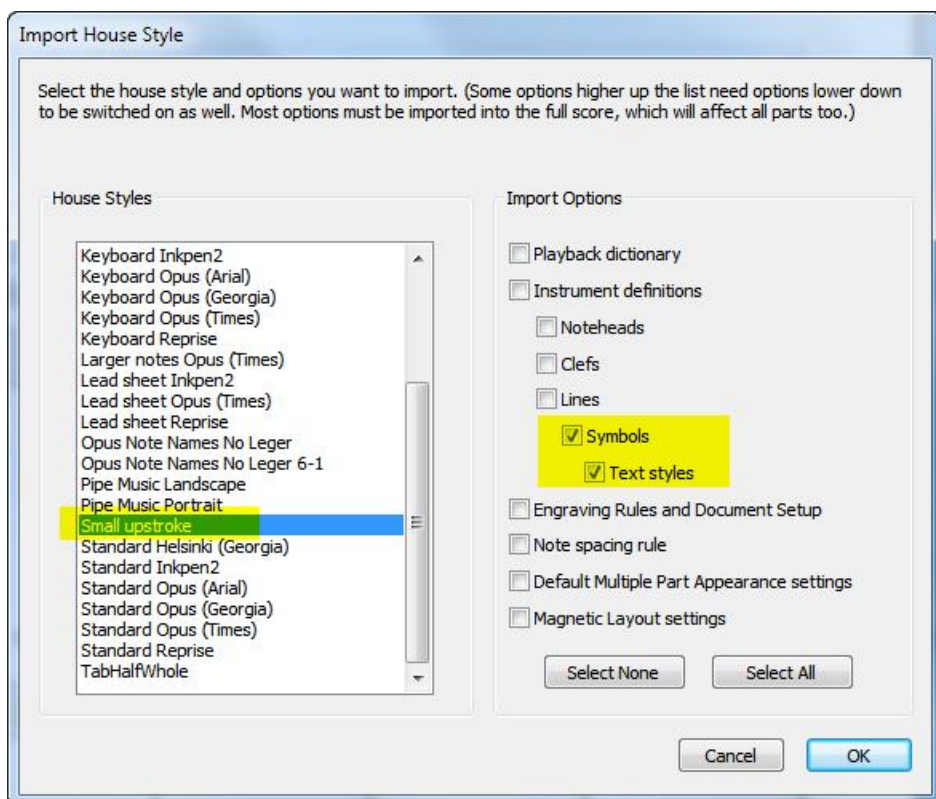 Import House Style
Select the house style and options you want to import. (Some options higher up the list need options lower down
to be switched on as well. Most options must be imported into the full score, which will affect all parts too.)
House Styles
Keyboard Inkpen2
Keyboard Opus (Arial)
Keyboard Opus (Georgia)
Keyboard Opus (Times)
Keyboard Reprise
Larger notes Opus (Times)
Lead sheet Inkpen2
Lead sheet Opus (Times)
Lead sheet Reprise
Opus Note Names No Leger
Opus Note Names No Leger 6-1
Pipe Music Landscape
Pipe Music Portrait
Small upstroke
Standard Helsinki (Georgia)
Standard Inkpen2
Standard Opus (Arial)
Standard Opus (Georgia)
Standard Opus (Times)
Standard Reprise
TabHalfWhole
Import Options
Playback dictionary
Instrument definitions
Noteheads
Clefs
Lines
Symbols
Text styles
Engraving Rules and Document Setup
Note spacing rule
Default Multiple Part Appearance settings
Magnetic Layout settings
Select None
Select All
Cancel
OK